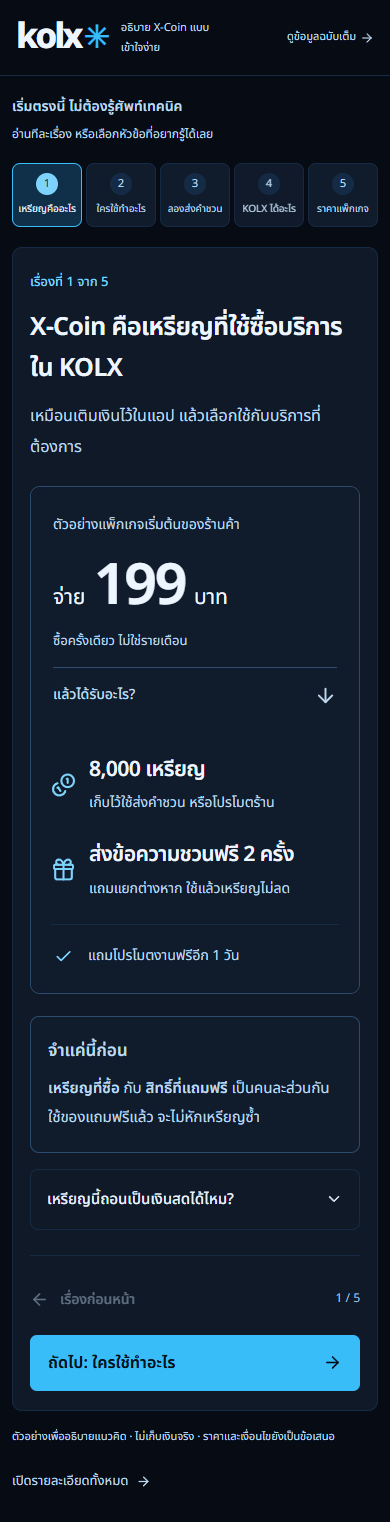 kolx
อธิบาย X-Coin แบบ
เข้าใจง่าย
ดูข้อมูลฉบับเต็ม →
เริ่มตรงนี้ ไม่ต้องรู้ศัพท์เทคนิค
อ่านทีละเรื่อง หรือเลือกหัวข้อที่อยากรู้ได้เลย
1
เหรียญคืออะไร
2
ใครใช้ทำอะไร
3
ลองส่งคำชวน
4
KOLX ได้อะไร
5
ราคาแพ็กเกจ
เรื่องที่ 1 จาก 5
X-Coin คือเหรียญที่ใช้ซื้อบริการ
ใน KOLX
เหมือนเติมเงินไว้ในแอป แล้วเลือกใช้กับบริการที่
ต้องการ
ตัวอย่างแพ็กเกจเริ่มต้นของร้านค้า
จ่าย 199 บาท
ซื้อครั้งเดียว ไม่ใช่รายเดือน
แล้วได้รับอะไร? ↓
8,000 เหรียญ
เก็บไว้ใช้ส่งคำชวน หรือโปรโมตร้าน
ส่งข้อความชวนฟรี 2 ครั้ง
แถมแยกต่างหาก ใช้แล้วเหรียญไม่ลด
แถมโปรโมตงานฟรีอีก 1 วัน
จำแค่นี้ก่อน
เหรียญที่ซื้อ กับ สิทธิ์ที่แถมฟรี เป็นคนละส่วนกัน
ใช้ของแถมฟรีแล้ว จะไม่หักเหรียญซ้ำ
เหรียญนี้ถอนเป็นเงินสดได้ไหม?
← เรื่องก่อนหน้า
1 / 5
ถัดไป: ใครใช้ทำอะไร →
ตัวอย่างเพื่ออธิบายแนวคิด · ไม่เก็บเงินจริง · ราคาและเงื่อนไขยังเป็นข้อเสนอ
เปิดรายละเอียดทั้งหมด →